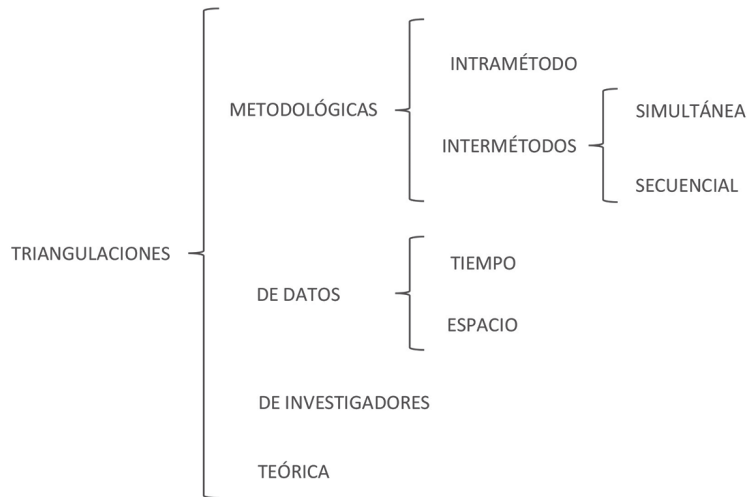 TRIANGULACIONES
METODOLÓGICAS
INTRAMÉTODO
INTERMÉTODOS
SIMULTÁNEA
SECUENCIAL
DE DATOS
TIEMPO
ESPACIO
DE INVESTIGADORES
TEÓRICA